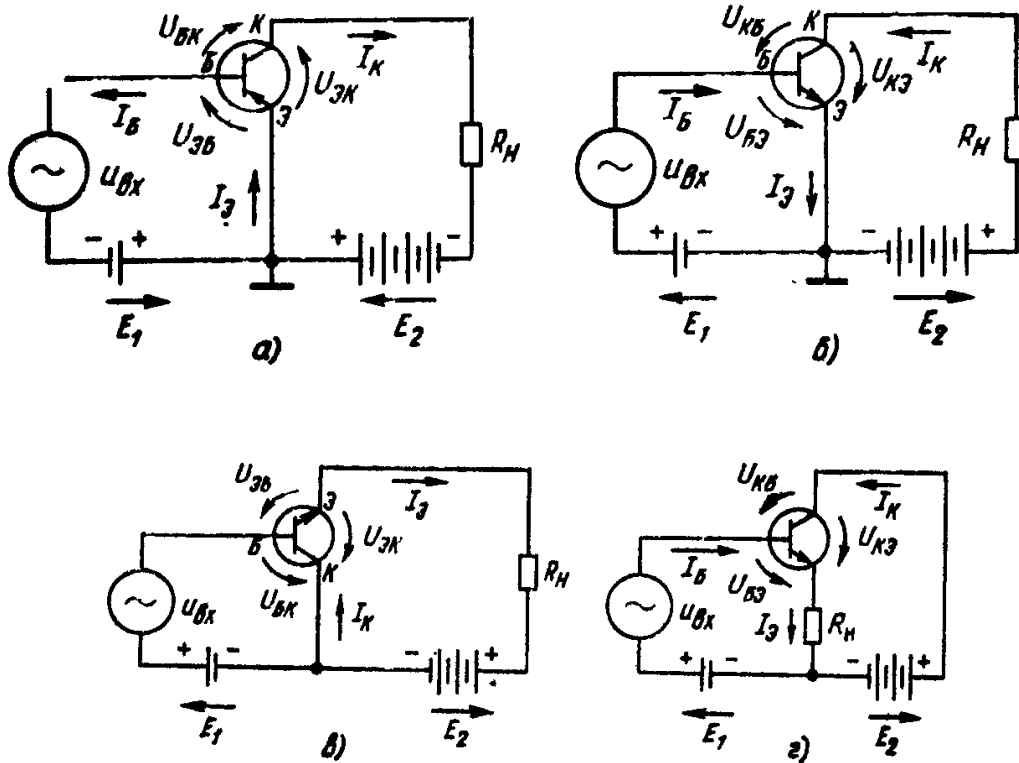 U_БК К
I_К
Б
U_ЭК
I_Б
U_ЭБ
Э
R_Н
u_вх
I_Э
- + + -
E_1
E_2
а)
U_КБ К
I_К
Б
U_КЭ
I_Б
U_БЭ
Э
R_Н
u_вх
I_Э
+ - - +
E_1
E_2
б)
U_ЭБ
Э
I_Э
Б
U_ЭК
К
U_БК
R_Н
u_вх
I_К
+ - - +
E_1
E_2
в)
U_КБ
I_К
U_КЭ
I_Б
U_БЭ
u_вх
I_Э
R_Н
+ - - +
E_1
E_2
г)